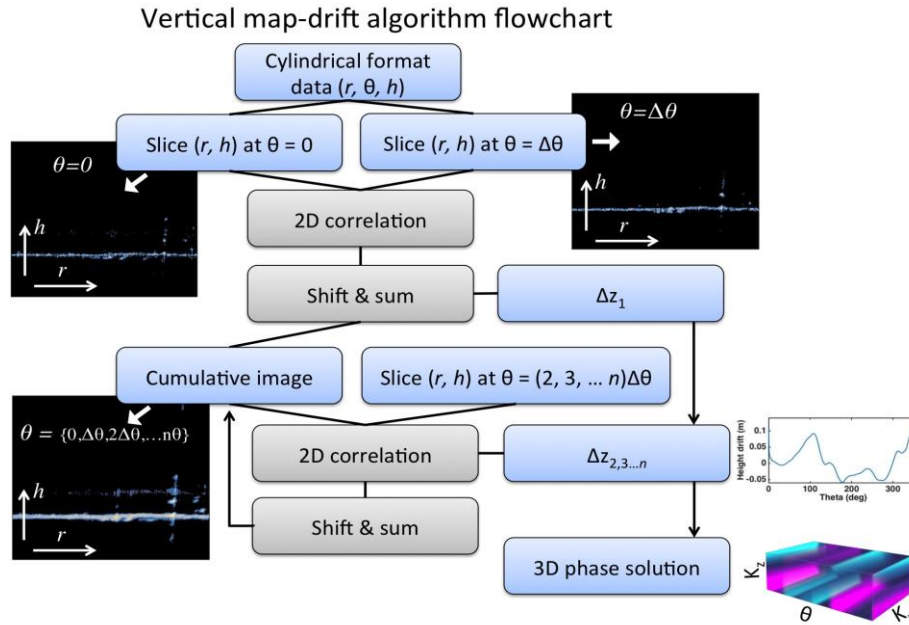 Vertical map-drift algorithm flowchart
Cylindrical format
data (r, θ, h)
Slice (r, h) at θ = 0
Slice (r, h) at θ = Δθ
θ=0
h
r
θ=Δθ
h
r
2D correlation
Shift & sum
Δz1
Cumulative image
Slice (r, h) at θ = (2, 3, ... n)Δθ
θ = {0,Δθ,2Δθ,...nθ}
h
r
2D correlation
Δz2,3...n
Shift & sum
3D phase solution
Height drift (m)
0.1
0.05
0
-0.05
0
100
200
300
Theta (deg)
Kz
θ